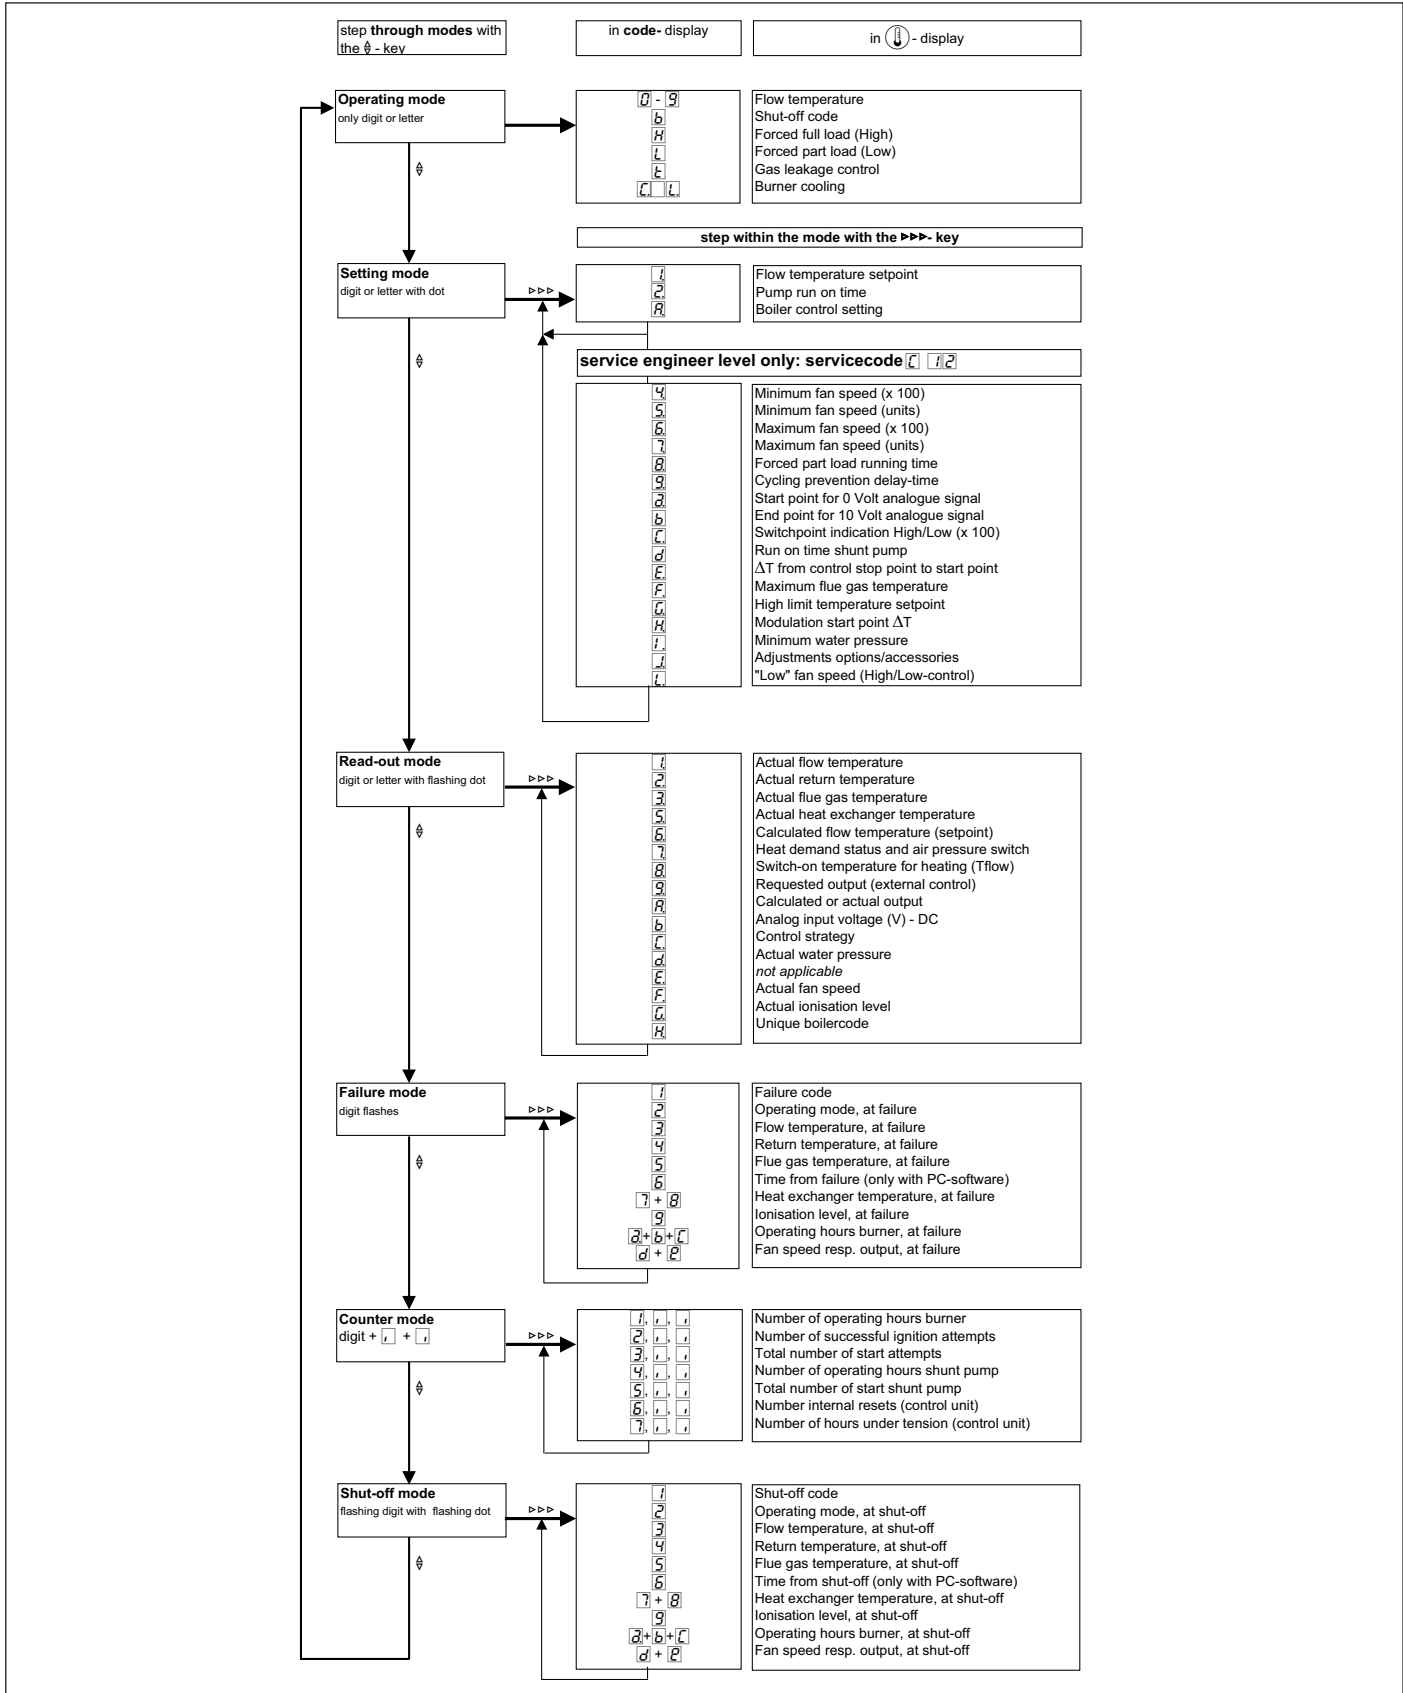 step through modes with
the ⇳ - key
in code- display
in - display
Operating mode
only digit or letter
0 - 9
b
H
L
t
C. L.
Flow temperature
Shut-off code
Forced full load (High)
Forced part load (Low)
Gas leakage control
Burner cooling
step within the mode with the ▷▷▷- key
Setting mode
digit or letter with dot
▷▷▷
1.
2.
A.
Flow temperature setpoint
Pump run on time
Boiler control setting
service engineer level only: servicecode C 12
4.
5.
6.
7.
8.
9.
a.
b
C.
d
E.
F.
G.
H.
I.
J.
L.
Minimum fan speed (x 100)
Minimum fan speed (units)
Maximum fan speed (x 100)
Maximum fan speed (units)
Forced part load running time
Cycling prevention delay-time
Start point for 0 Volt analogue signal
End point for 10 Volt analogue signal
Switchpoint indication High/Low (x 100)
Run on time shunt pump
ΔT from control stop point to start point
Maximum flue gas temperature
High limit temperature setpoint
Modulation start point ΔT
Minimum water pressure
Adjustments options/accessories
"Low" fan speed (High/Low-control)
Read-out mode
digit or letter with flashing dot
▷▷▷
1.
2.
3.
5.
6.
7.
8.
9.
A.
b
C.
d.
E.
F.
G.
H.
Actual flow temperature
Actual return temperature
Actual flue gas temperature
Actual heat exchanger temperature
Calculated flow temperature (setpoint)
Heat demand status and air pressure switch
Switch-on temperature for heating (Tflow)
Requested output (external control)
Calculated or actual output
Analog input voltage (V) - DC
Control strategy
Actual water pressure
not applicable
Actual fan speed
Actual ionisation level
Unique boilercode
Failure mode
digit flashes
▷▷▷
1
2
3
4
5
6
7 + 8
9
a.+b+C
d + e
Failure code
Operating mode, at failure
Flow temperature, at failure
Return temperature, at failure
Flue gas temperature, at failure
Time from failure (only with PC-software)
Heat exchanger temperature, at failure
Ionisation level, at failure
Operating hours burner, at failure
Fan speed resp. output, at failure
Counter mode
digit + ı + ı
▷▷▷
1, ı, ı
2, ı, ı
3, ı, ı
4, ı, ı
5, ı, ı
6, ı, ı
7, ı, ı
Number of operating hours burner
Number of successful ignition attempts
Total number of start attempts
Number of operating hours shunt pump
Total number of start shunt pump
Number internal resets (control unit)
Number of hours under tension (control unit)
Shut-off mode
flashing digit with flashing dot
▷▷▷
1
2
3
4
5
6
7 + 8
9
a+b+C
d + e
Shut-off code
Operating mode, at shut-off
Flow temperature, at shut-off
Return temperature, at shut-off
Flue gas temperature, at shut-off
Time from shut-off (only with PC-software)
Heat exchanger temperature, at shut-off
Ionisation level, at shut-off
Operating hours burner, at shut-off
Fan speed resp. output, at shut-off